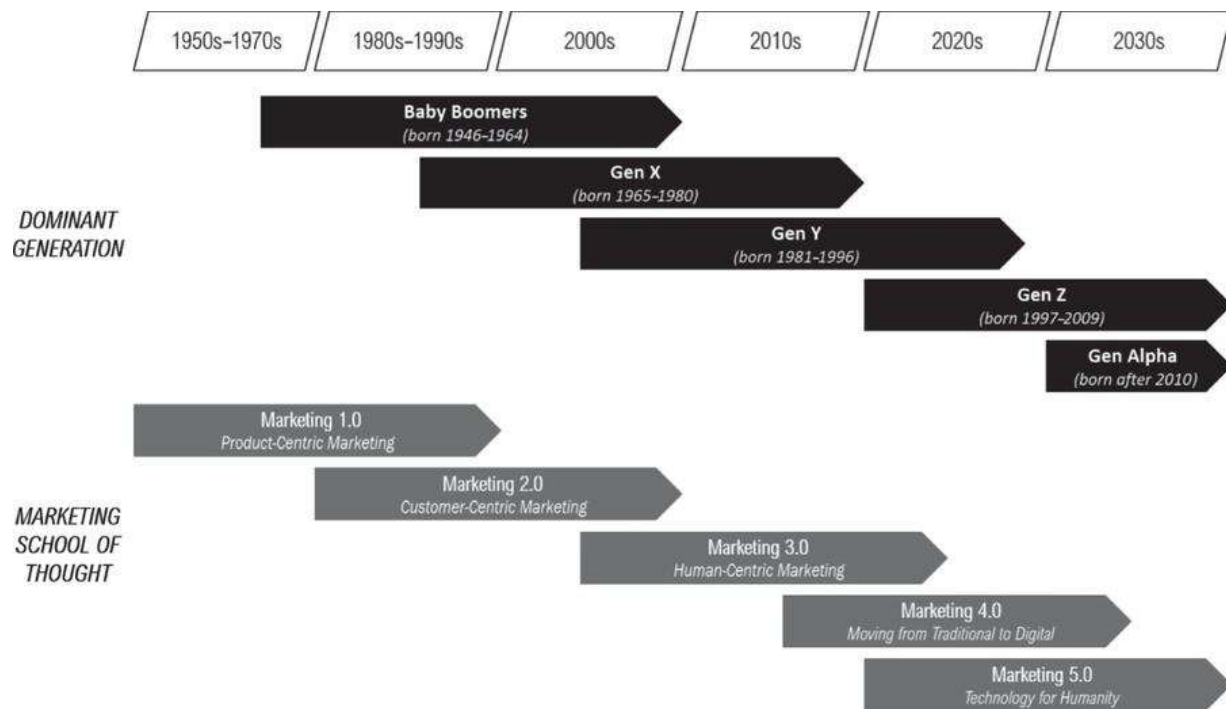 1950s–1970s
1980s–1990s
2000s
2010s
2020s
2030s
DOMINANT
GENERATION
Baby Boomers
(born 1946–1964)
Gen X
(born 1965–1980)
Gen Y
(born 1981–1996)
Gen Z
(born 1997–2009)
Gen Alpha
(born after 2010)
MARKETING
SCHOOL OF
THOUGHT
Marketing 1.0
Product-Centric Marketing
Marketing 2.0
Customer-Centric Marketing
Marketing 3.0
Human-Centric Marketing
Marketing 4.0
Moving from Traditional to Digital
Marketing 5.0
Technology for Humanity